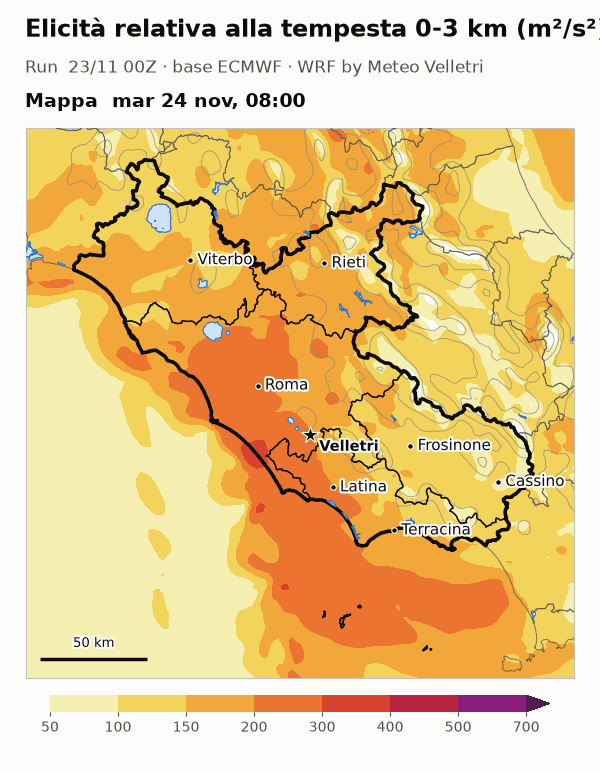 Elicità relativa alla tempesta 0-3 km (m²/s²)
Run 23/11 00Z · base ECMWF · WRF by Meteo Velletri
Mappa mar 24 nov, 08:00
Viterbo
Rieti
Roma
Velletri
Frosinone
Cassino
Latina
Terracina
50 km
50 100 150 200 300 400 500 700